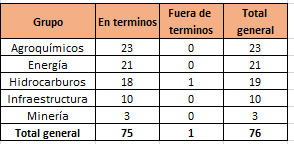 Grupo En terminos Fuera de terminos Total general
Agroquímicos 23 0 23
Energía 21 0 21
Hidrocarburos 18 1 19
Infraestructura 10 0 10
Minería 3 0 3
Total general 75 1 76